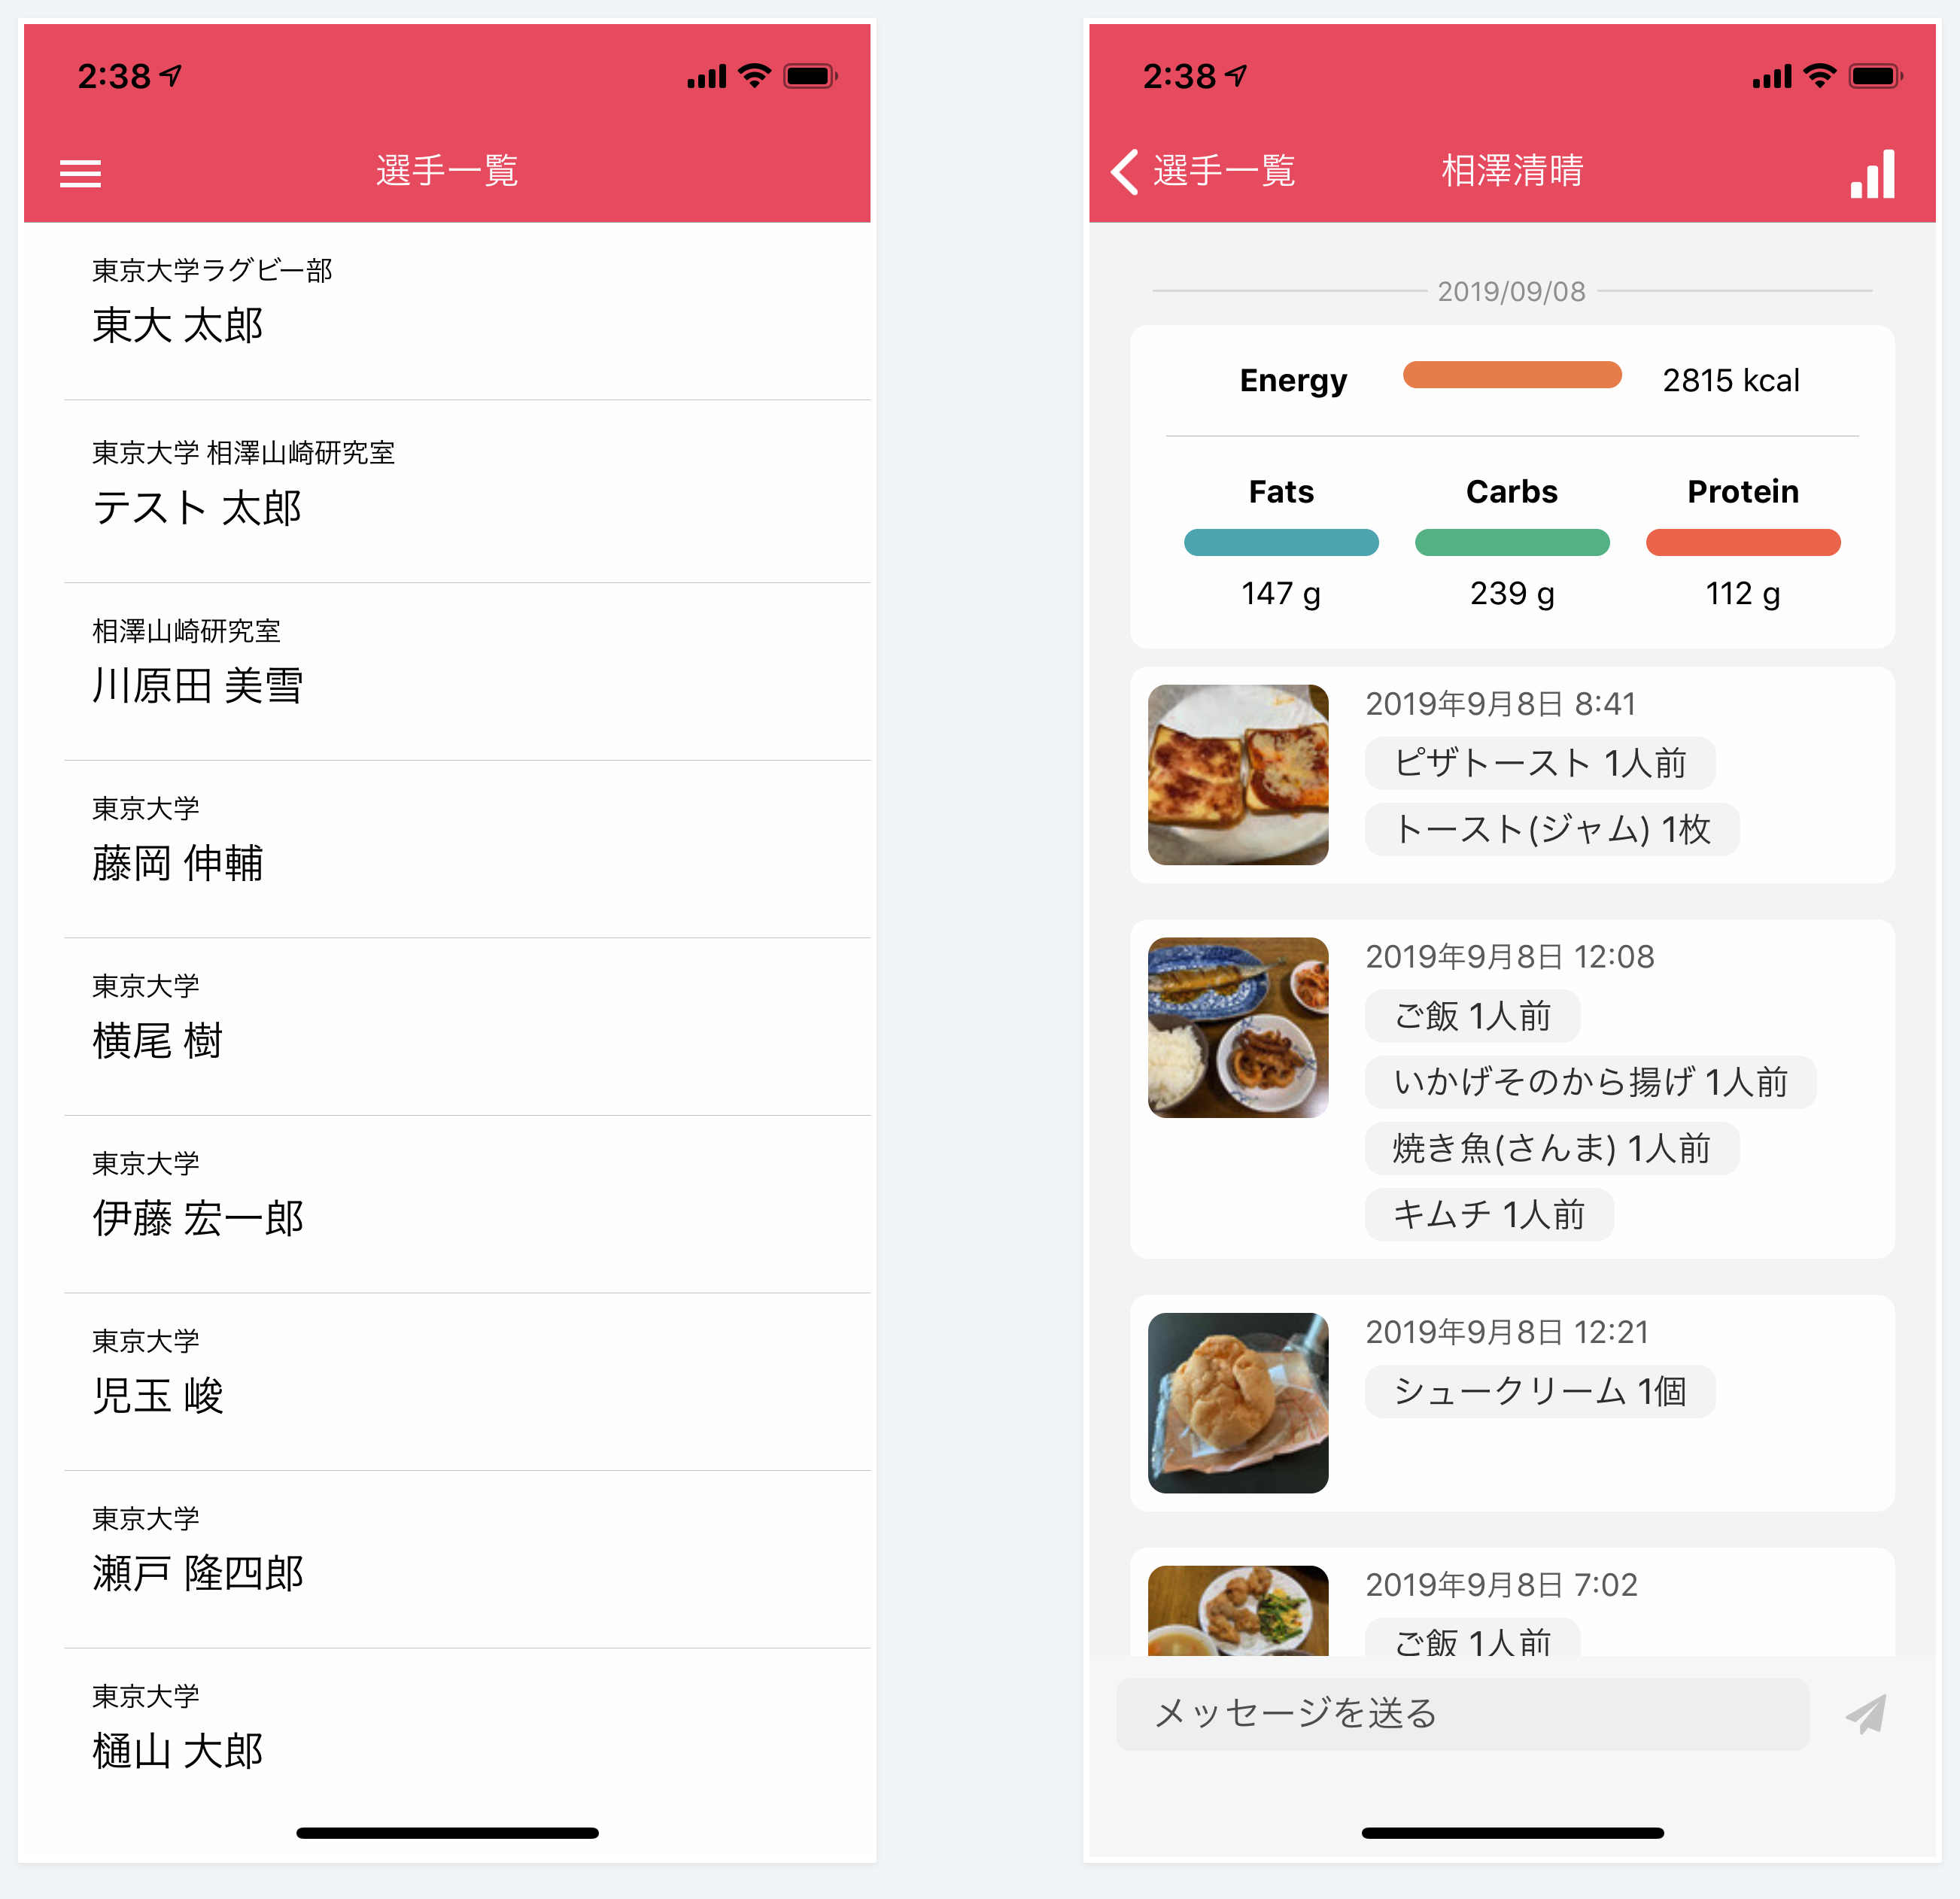 2:38
選手一覧
東京大学ラグビー部
東大 太郎
東京大学 相澤山崎研究室
テスト 太郎
相澤山崎研究室
川原田 美雪
東京大学
藤岡 伸輔
東京大学
横尾 樹
東京大学
伊藤 宏一郎
東京大学
児玉 峻
東京大学
瀬戸 隆四郎
東京大学
樋山 大郎
2:38
選手一覧 相澤清晴
2019/09/08
Energy 2815 kcal
Fats Carbs Protein
147 g 239 g 112 g
2019年9月8日 8:41
ピザトースト 1人前
トースト(ジャム) 1枚
2019年9月8日 12:08
ご飯 1人前
いかげそのから揚げ 1人前
焼き魚(さんま) 1人前
キムチ 1人前
2019年9月8日 12:21
シュークリーム 1個
2019年9月8日 7:02
ご飯 1人前
メッセージを送る